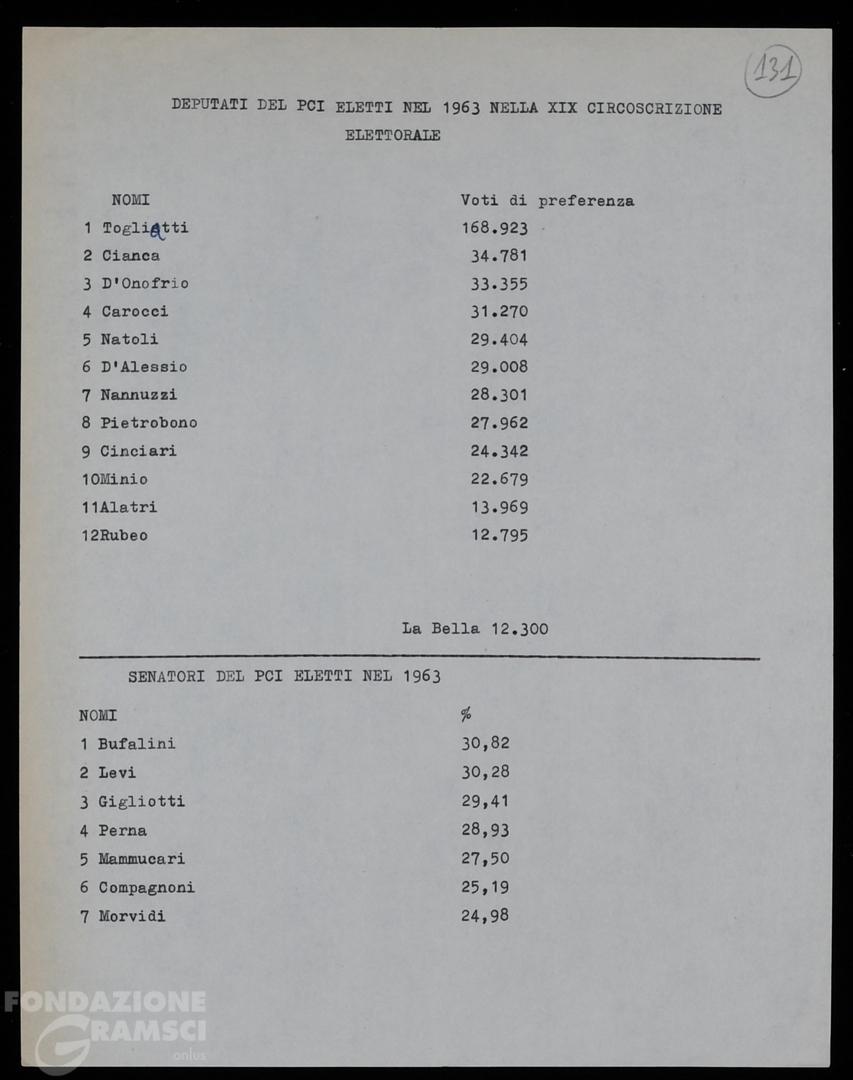 131
DEPUTATI DEL PCI ELETTI NEL 1963 NELLA XIX CIRCOSCRIZIONE
ELETTORALE
NOMI Voti di preferenza
1 Togliatti 168.923
2 Cianca 34.781
3 D'Onofrio 33.355
4 Carocci 31.270
5 Natoli 29.404
6 D'Alessio 29.008
7 Nannuzzi 28.301
8 Pietrobono 27.962
9 Cinciari 24.342
10Minio 22.679
11Alatri 13.969
12Rubeo 12.795
La Bella 12.300
SENATORI DEL PCI ELETTI NEL 1963
NOMI %
1 Bufalini 30,82
2 Levi 30,28
3 Gigliotti 29,41
4 Perna 28,93
5 Mammucari 27,50
6 Compagnoni 25,19
7 Morvidi 24,98
FONDAZIONE
GRAMSCI
onlus